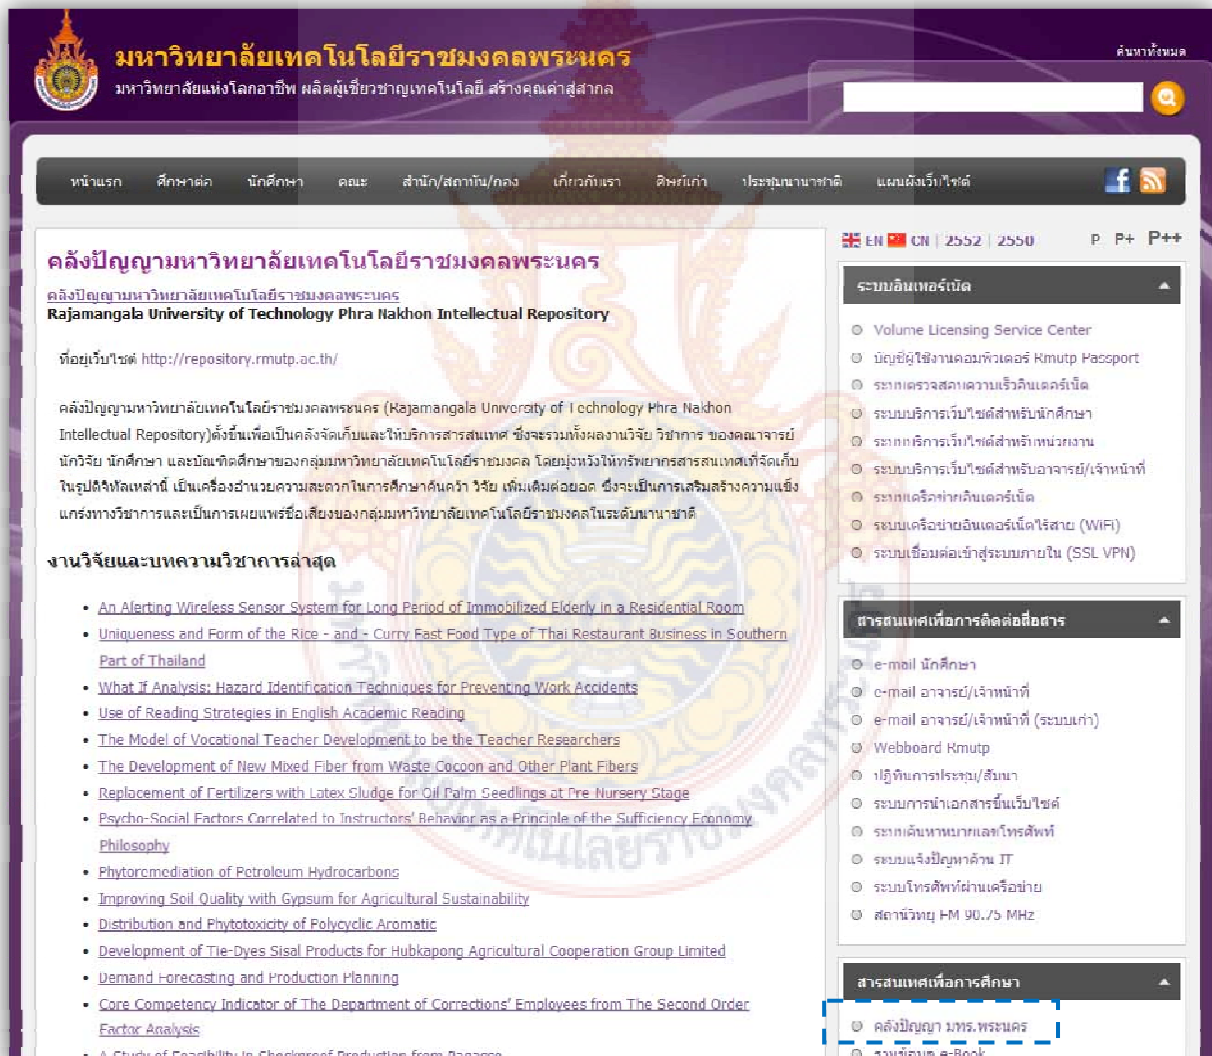 มหาวิทยาลัยเทคโนโลยีราชมงคลพระนคร
มหาวิทยาลัยแห่งโลกอาชีพ ผลิตผู้เชี่ยวชาญเทคโนโลยี สร้างคุณค่าสู่สากล
ค้นหาทั้งหมด
หน้าแรก ศึกษาต่อ นักศึกษา คณะ สำนัก/สถาบัน/กอง เกี่ยวกับเรา ศิษย์เก่า ประชุมนานาชาติ แผนผังเว็บไซต์
EN CN | 2552 | 2550 P P+ P++
คลังปัญญามหาวิทยาลัยเทคโนโลยีราชมงคลพระนคร
คลังปัญญามหาวิทยาลัยเทคโนโลยีราชมงคลพระนคร
Rajamangala University of Technology Phra Nakhon Intellectual Repository
ที่อยู่เว็บไซต์ http://repository.rmutp.ac.th/
คลังปัญญามหาวิทยาลัยเทคโนโลยีราชมงคลพระนคร (Rajamangala University of Technology Phra Nakhon
Intellectual Repository)ตั้งขึ้นเพื่อเป็นคลังจัดเก็บและให้บริการสารสนเทศ ซึ่งจะรวมทั้งผลงานวิจัย วิชาการ ของคณาจารย์
นักวิจัย นักศึกษา และบัณฑิตศึกษาของกลุ่มมหาวิทยาลัยเทคโนโลยีราชมงคล โดยมุ่งหวังให้ทรัพยากรสารสนเทศที่จัดเก็บ
ในรูปดิจิทัลเหล่านี้ เป็นเครื่องอำนวยความสะดวกในการศึกษาค้นคว้า วิจัย เพิ่มเติมต่อยอด ซึ่งจะเป็นการเสริมสร้างความแข็ง
แกร่งทางวิชาการและเป็นการเผยแพร่ชื่อเสียงของกลุ่มมหาวิทยาลัยเทคโนโลยีราชมงคลในระดับนานาชาติ
งานวิจัยและบทความวิชาการล่าสุด
An Alerting Wireless Sensor System for Long Period of Immobilized Elderly in a Residential Room
Uniqueness and Form of the Rice - and - Curry Fast Food Type of Thai Restaurant Business in Southern
Part of Thailand
What If Analysis: Hazard Identification Techniques for Preventing Work Accidents
Use of Reading Strategies in English Academic Reading
The Model of Vocational Teacher Development to be the Teacher Researchers
The Development of New Mixed Fiber from Waste Cocoon and Other Plant Fibers
Replacement of Fertilizers with Latex Sludge for Oil Palm Seedlings at Pre Nursery Stage
Psycho-Social Factors Correlated to Instructors' Behavior as a Principle of the Sufficiency Economy
Philosophy
Phytoremediation of Petroleum Hydrocarbons
Improving Soil Quality with Gypsum for Agricultural Sustainability
Distribution and Phytotoxicity of Polycyclic Aromatic
Development of Tie-Dyes Sisal Products for Hubkapong Agricultural Cooperation Group Limited
Demand Forecasting and Production Planning
Core Competency Indicator of The Department of Corrections' Employees from The Second Order
Factor Analysis
ระบบอินเทอร์เน็ต
Volume Licensing Service Center
บัญชีผู้ใช้งานคอมพิวเตอร์ Rmutp Passport
ระบบตรวจสอบความเร็วอินเตอร์เน็ต
ระบบบริการเว็บไซต์สำหรับนักศึกษา
ระบบบริการเว็บไซต์สำหรับหน่วยงาน
ระบบบริการเว็บไซต์สำหรับอาจารย์/เจ้าหน้าที่
ระบบเครือข่ายอินเตอร์เน็ต
ระบบเครือข่ายอินเตอร์เน็ตไร้สาย (WiFi)
ระบบเชื่อมต่อเข้าสู่ระบบภายใน (SSL VPN)
สารสนเทศเพื่อการติดต่อสื่อสาร
e-mail นักศึกษา
e-mail อาจารย์/เจ้าหน้าที่
e-mail อาจารย์/เจ้าหน้าที่ (ระบบเก่า)
Webboard Rmutp
ปฏิทินการประชุม/สัมนา
ระบบการนำเอกสารขึ้นเว็บไซต์
ระบบค้นหาหมายเลขโทรศัพท์
ระบบแจ้งปัญหาด้าน IT
ระบบโทรศัพท์ผ่านเครือข่าย
สถานีวิทยุ FM 90.75 MHz
สารสนเทศเพื่อการศึกษา
คลังปัญญา มทร.พระนคร